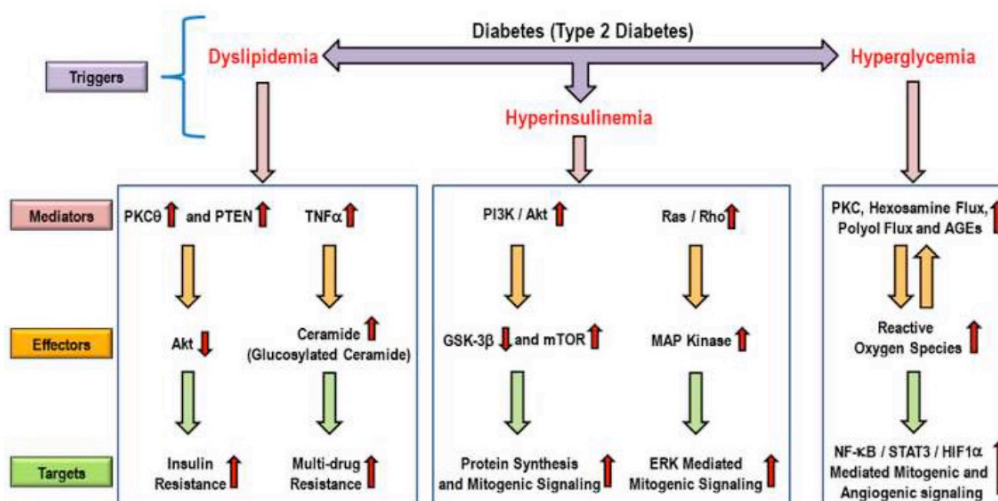 Diabetes (Type 2 Diabetes)
Dyslipidemia
Hyperglycemia
Triggers
Hyperinsulinemia
Mediators
PKCθ and PTEN
TNFα
PI3K / Akt
Ras / Rho
PKC, Hexosamine Flux,
Polyol Flux and AGEs
Effectors
Akt
Ceramide
(Glucosylated Ceramide)
GSK-3β and mTOR
MAP Kinase
Reactive
Oxygen Species
Targets
Insulin
Resistance
Multi-drug
Resistance
Protein Synthesis
and Mitogenic Signaling
ERK Mediated
Mitogenic Signaling
NF-κB / STAT3 / HIF1α
Mediated Mitogenic and
Angiogenic signaling